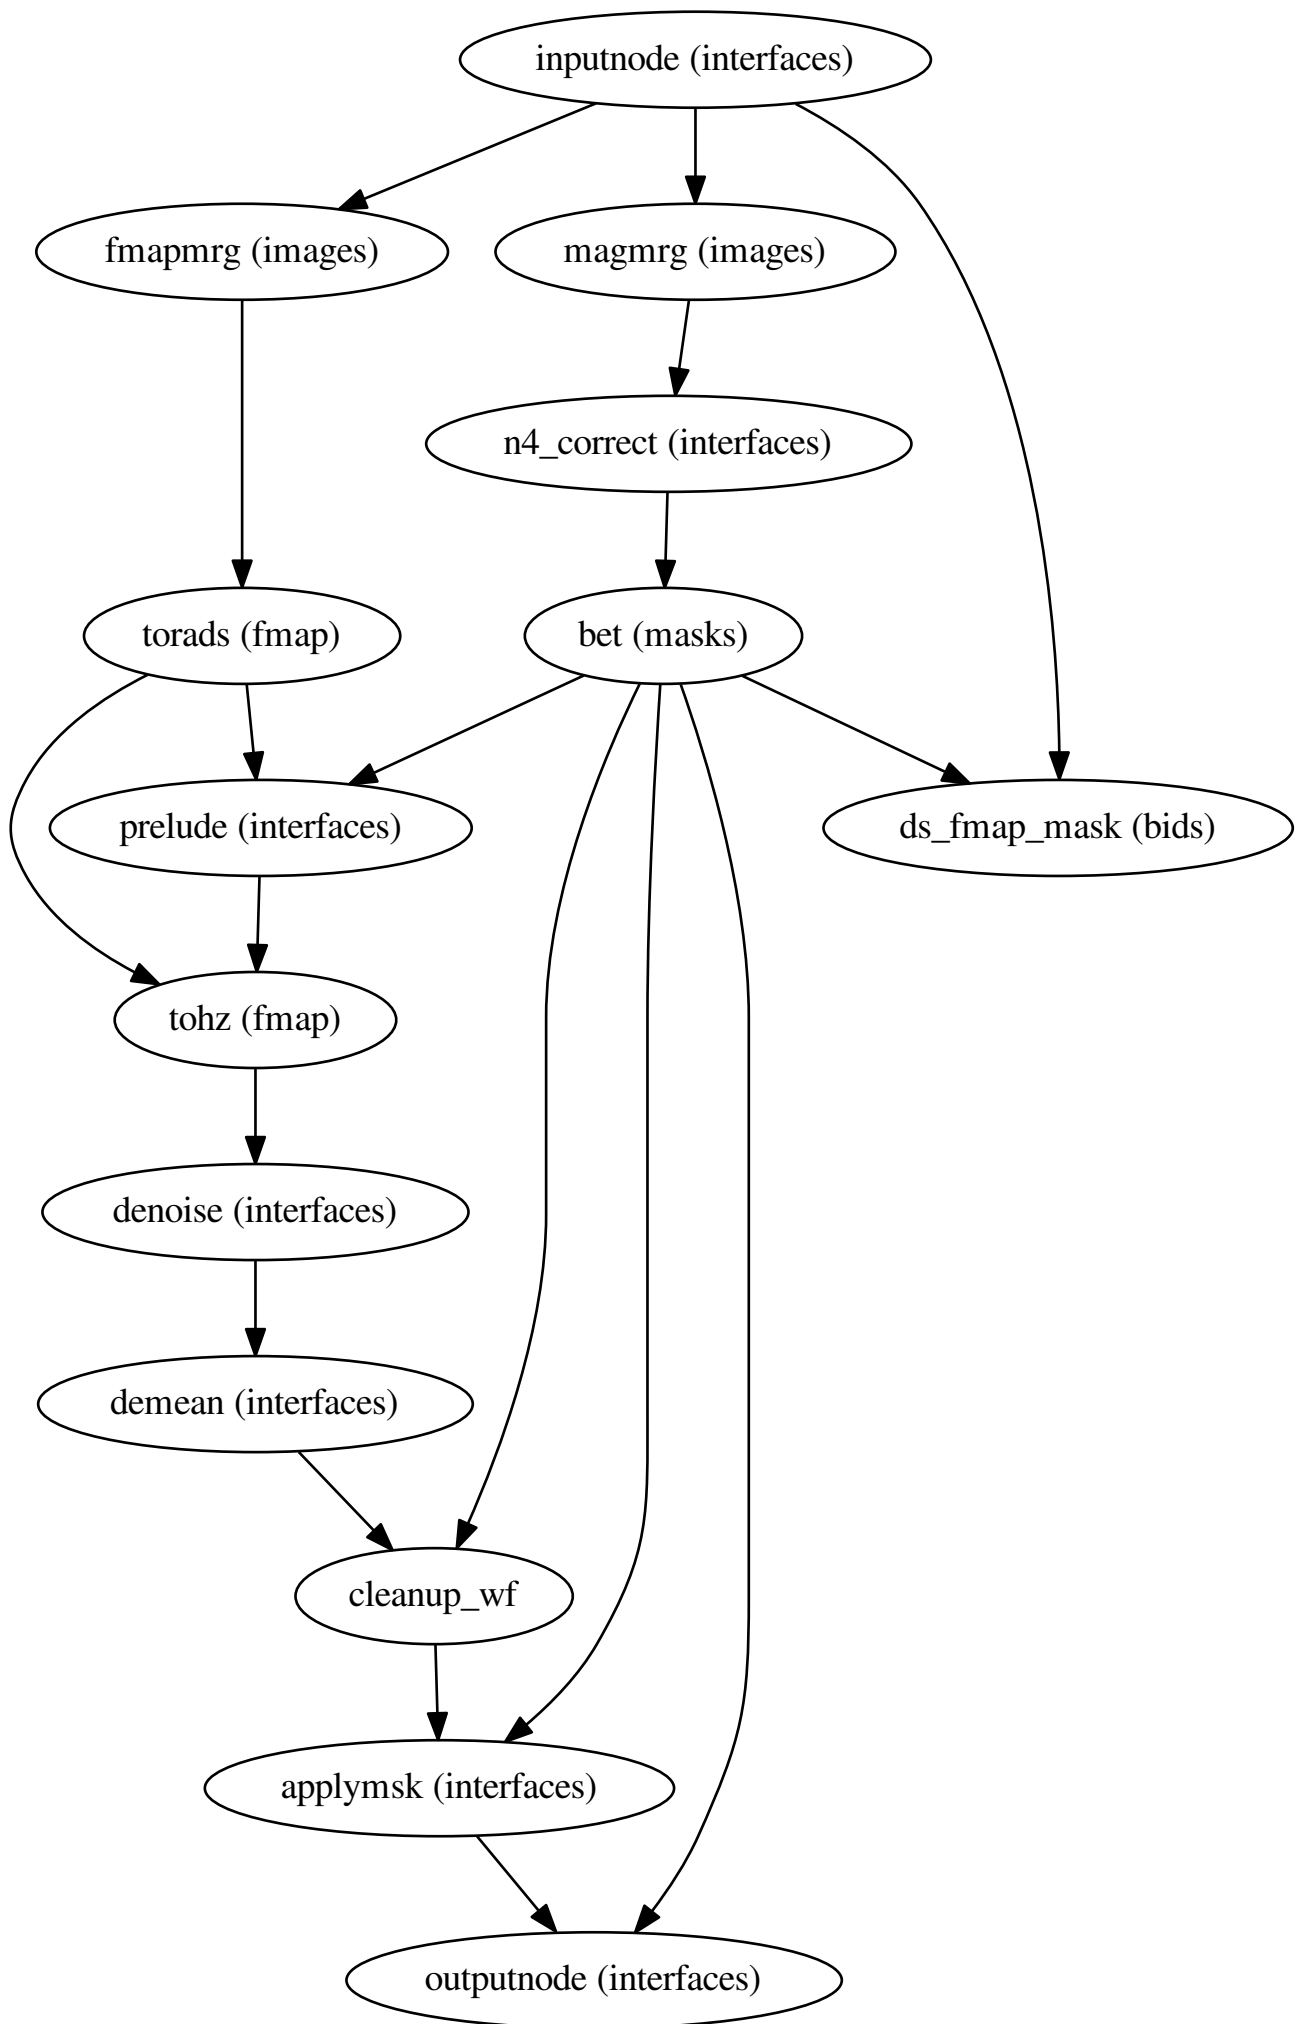 inputnode (interfaces)
fmapmrg (images)
magmrg (images)
n4_correct (interfaces)
torads (fmap)
bet (masks)
prelude (interfaces)
ds_fmap_mask (bids)
tohz (fmap)
denoise (interfaces)
demean (interfaces)
cleanup_wf
applymsk (interfaces)
outputnode (interfaces)